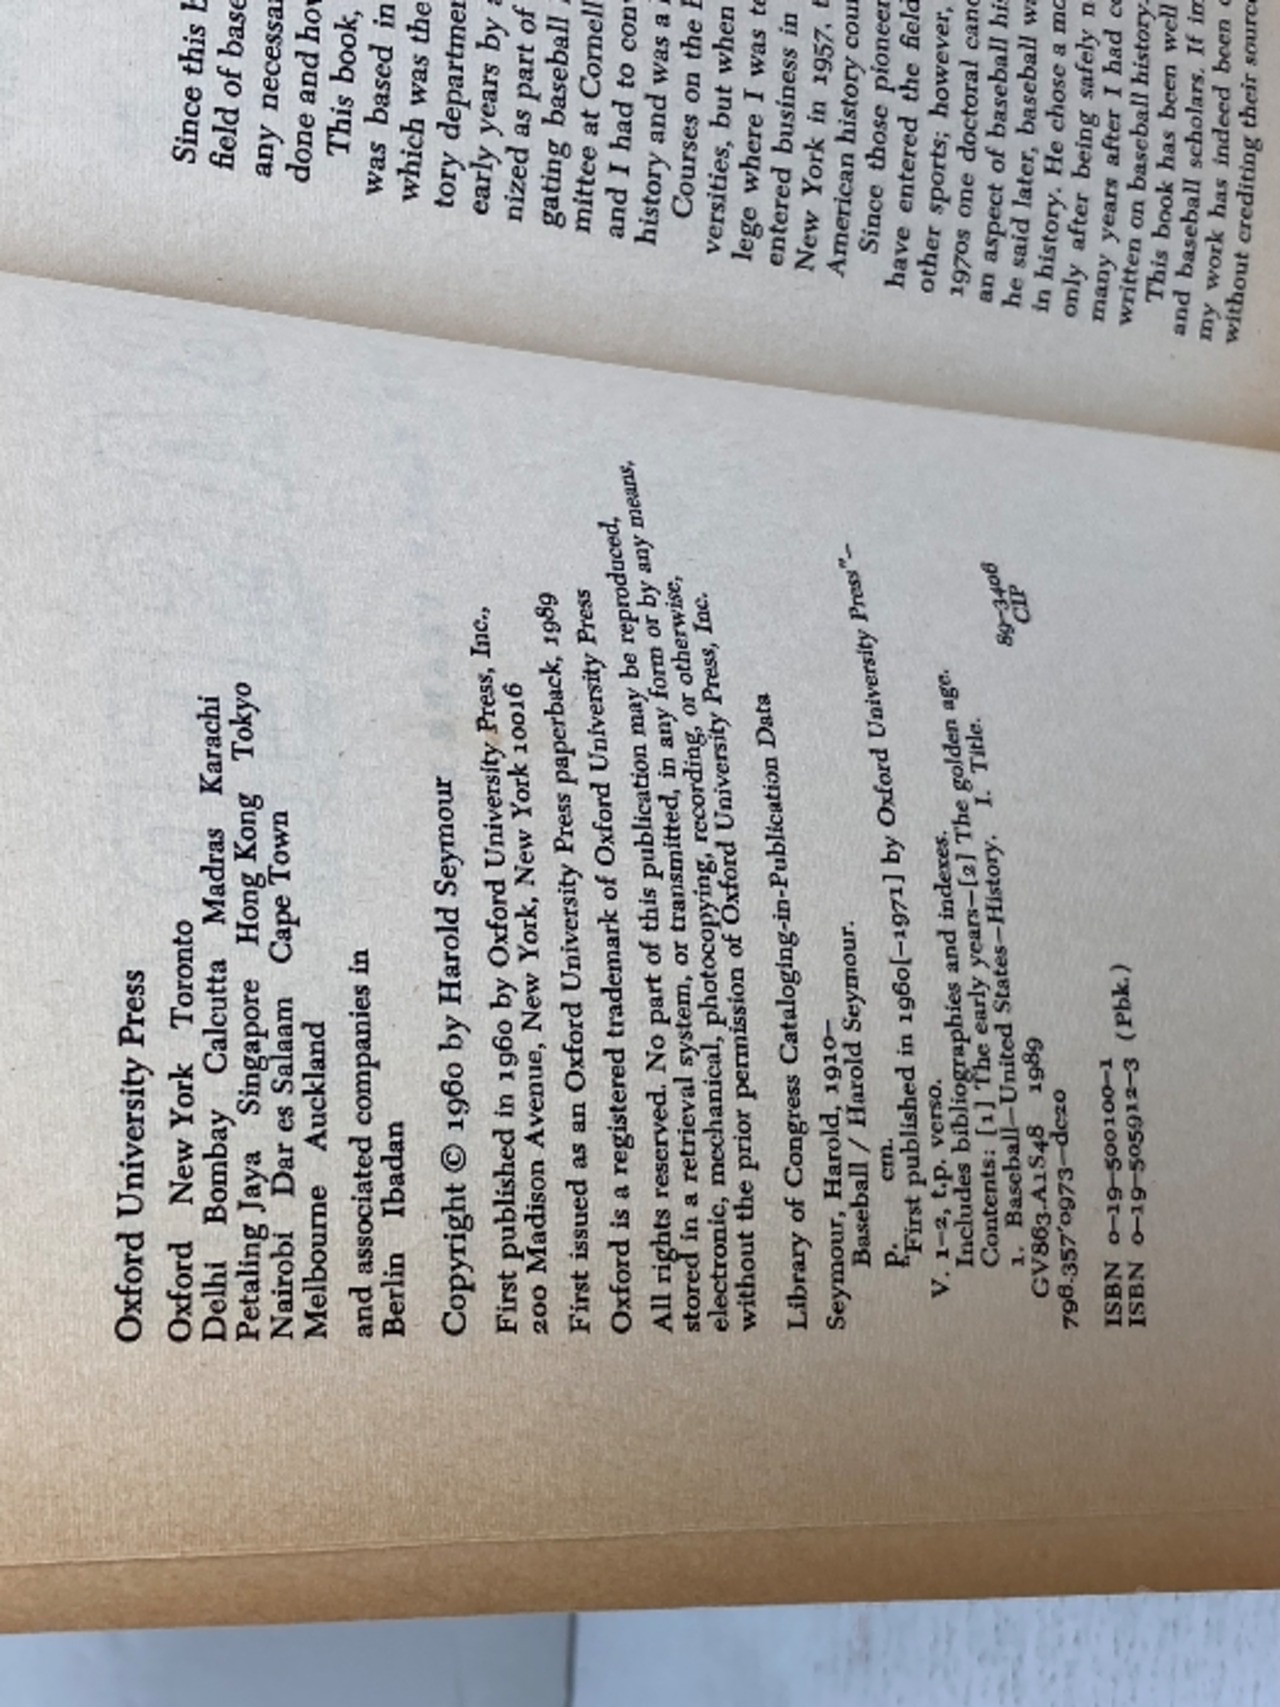 Oxford University Press
Oxford New York Toronto
Delhi Bombay Calcutta Madras Karachi
Petaling Jaya Singapore Hong Kong Tokyo
Nairobi Dar es Salaam Cape Town
Melbourne Auckland
and associated companies in
Berlin Ibadan
Copyright © 1960 by Harold Seymour
First published in 1960 by Oxford University Press, Inc.,
200 Madison Avenue, New York, New York 10016
First issued as an Oxford University Press paperback, 1989
Oxford is a registered trademark of Oxford University Press
All rights reserved. No part of this publication may be reproduced,
stored in a retrieval system, or transmitted, in any form or by any means,
electronic, mechanical, photocopying, recording, or otherwise,
without the prior permission of Oxford University Press, Inc.
Library of Congress Cataloging-in-Publication Data
Seymour, Harold, 1910–
Baseball / Harold Seymour.
p. cm.
"First published in 1960[–1971] by Oxford University Press"–
V. 1–2, t.p. verso.
Includes bibliographies and indexes.
Contents: [1] The early years–[2] The golden age.
1. Baseball–United States–History. I. Title.
GV863.A1S48 1989
796.357'0973–dc20 89-3406
CIP
ISBN 0-19-500100-1
ISBN 0-19-505912-3 (Pbk.)
Since this
field of base
any necessa
done and how
This book,
was based in
which was the
tory departmen
early years by
nized as part of
gating baseball
mittee at Cornell
and I had to con
history and was a
Courses on the
versities, but when
lege where I was te
entered business in
New York in 1957.
American history cou
Since those pioneer
have entered the field
other sports; however,
1970s one doctoral can
an aspect of baseball his
he said later, baseball wa
in history. He chose a mo
only after being safely
many years after I had co
written on baseball history.
This book has been well
and baseball scholars. If im
my work has indeed been
without crediting their source